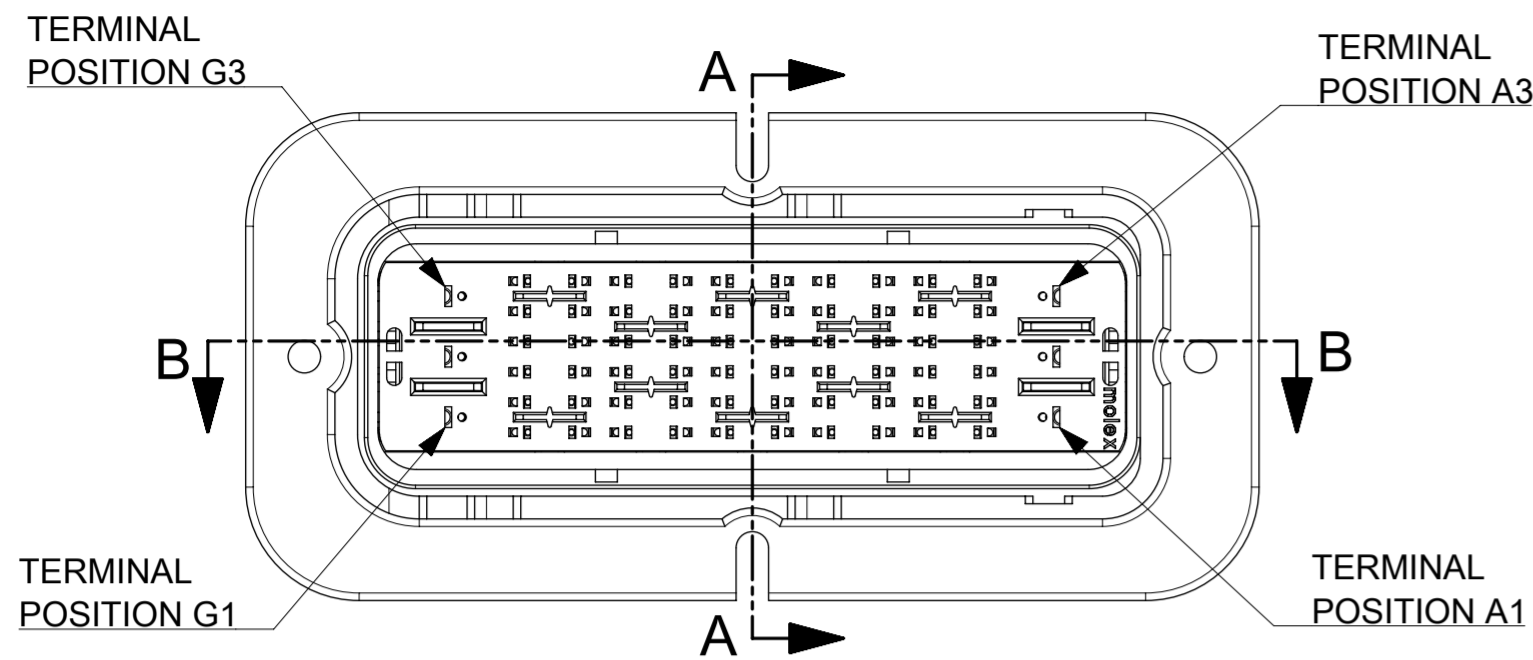 TERMINAL
POSITION G3
A
TERMINAL
POSITION A3
B
B
molex
TERMINAL
POSITION G1
A
TERMINAL
POSITION A1